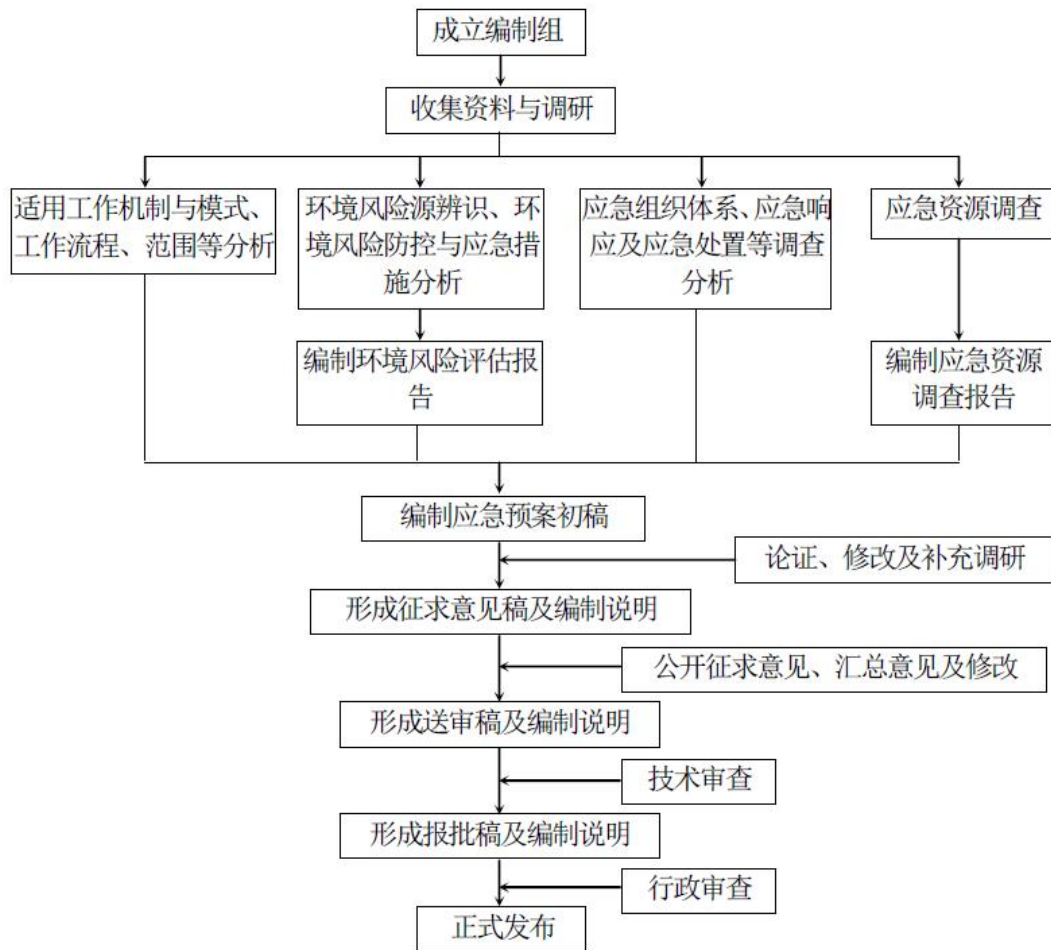 成立编制组
收集资料与调研
适用工作机制与模式、
工作流程、范围等分析
环境风险源辨识、环
境风险防控与应急措
施分析
应急组织体系、应急响
应及应急处置等调查
分析
应急资源调查
编制环境风险评估报
告
编制应急资源
调查报告
编制应急预案初稿
论证、修改及补充调研
形成征求意见稿及编制说明
公开征求意见、汇总意见及修改
形成送审稿及编制说明
技术审查
形成报批稿及编制说明
行政审查
正式发布